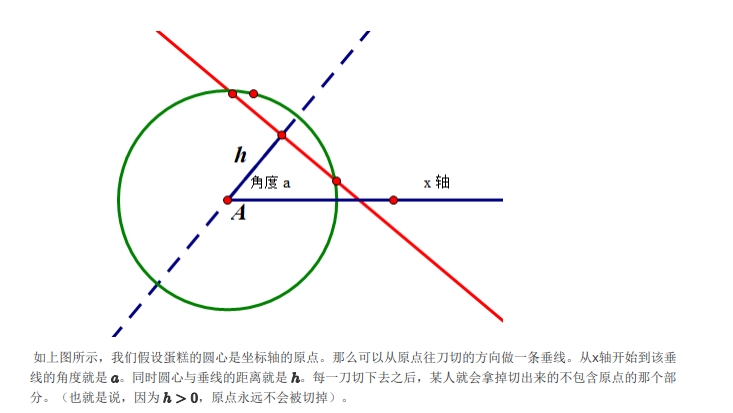 h
角度 a
x 轴
A
如上图所示，我们假设蛋糕的圆心是坐标轴的原点。那么可以从原点往刀切的方向做一条垂线。从x轴开始到该垂
线的角度就是 a。同时圆心与垂线的距离就是 h。每一刀切下去之后，某人就会拿掉切出来的不包含原点的那个部
分。（也就是说，因为 h > 0，原点永远不会被切掉）。